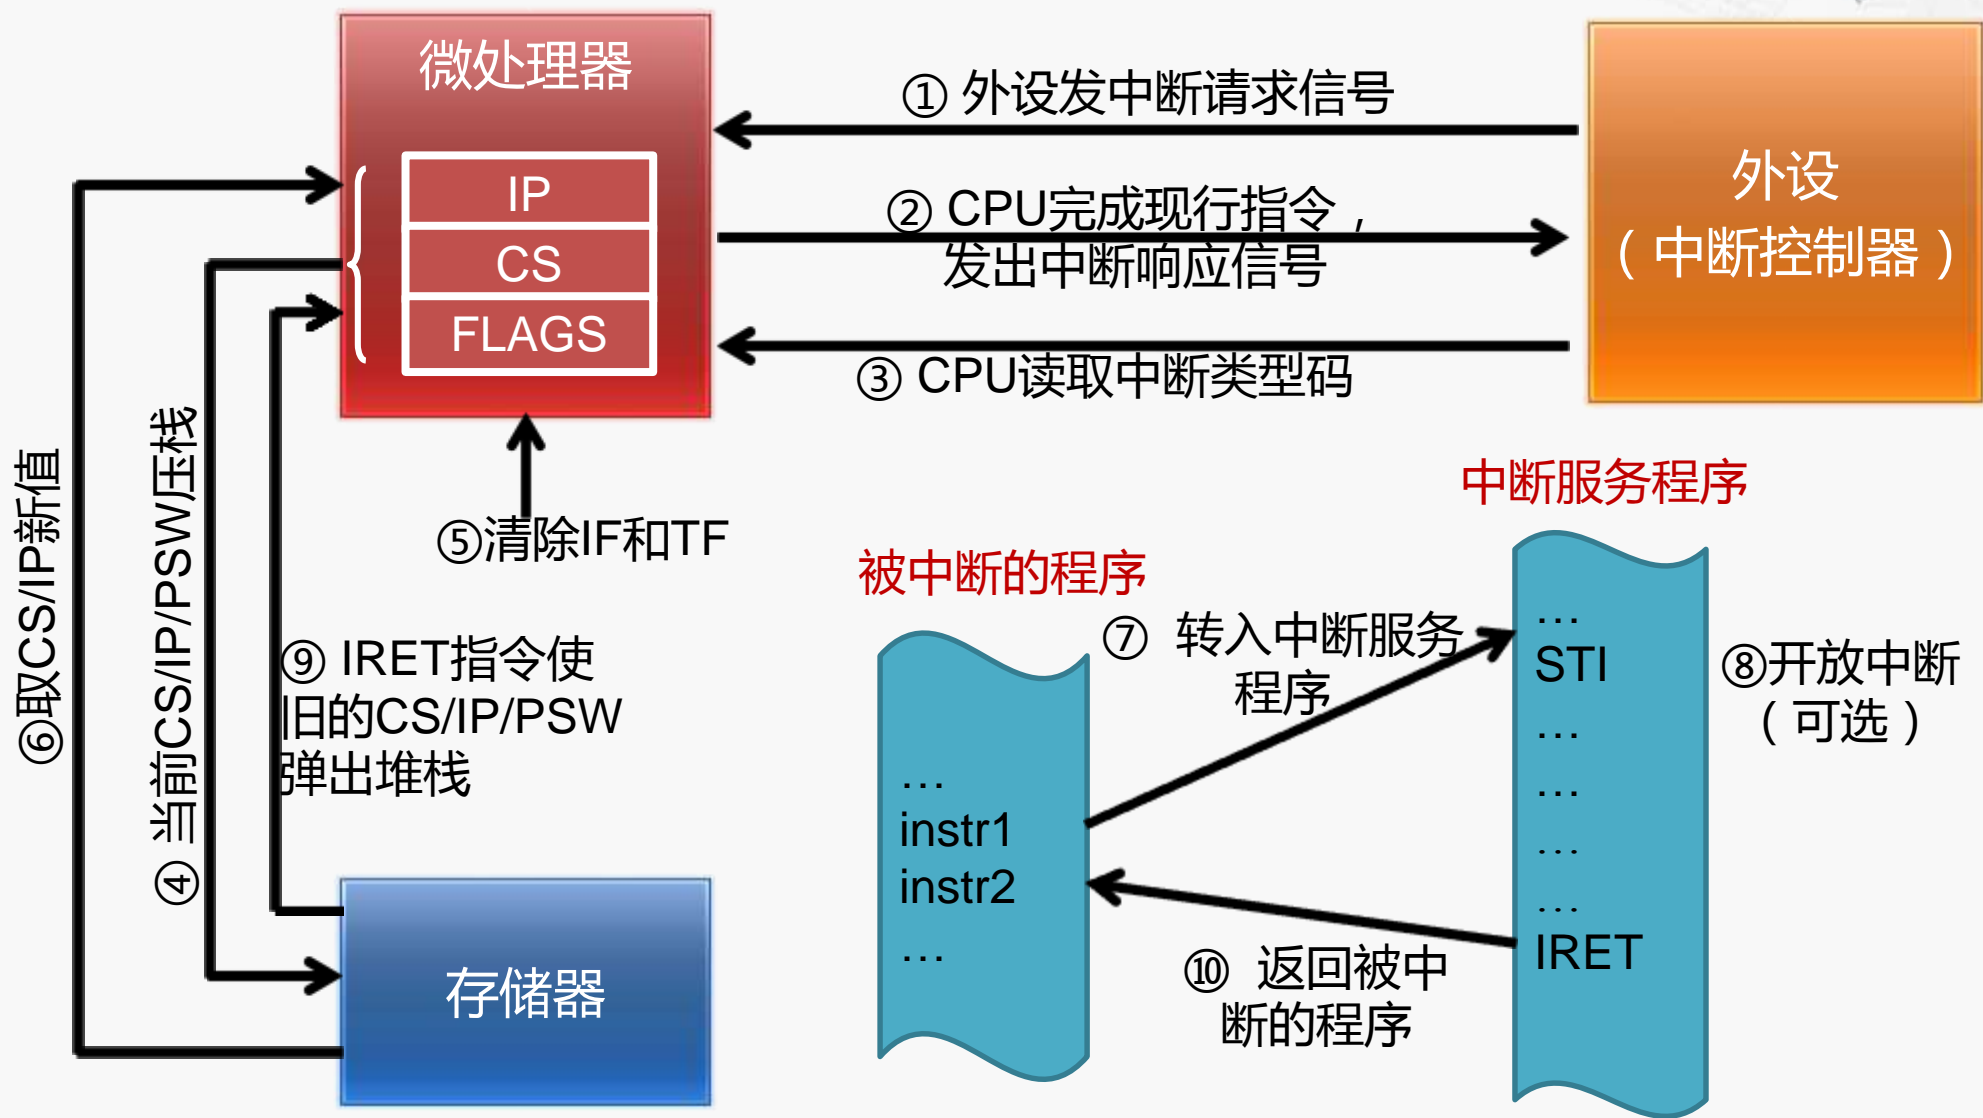 微处理器
IP
CS
FLAGS
① 外设发中断请求信号
② CPU完成现行指令，
发出中断响应信号
③ CPU读取中断类型码
外设
（中断控制器）
⑥取CS/IP新值
④ 当前CS/IP/PSW压栈
⑤清除IF和TF
⑨ IRET指令使
旧的CS/IP/PSW
弹出堆栈
存储器
被中断的程序
…
instr1
instr2
…
⑦ 转入中断服务
程序
中断服务程序
…
STI
…
…
…
…
IRET
⑧开放中断
（可选）
⑩ 返回被中
断的程序